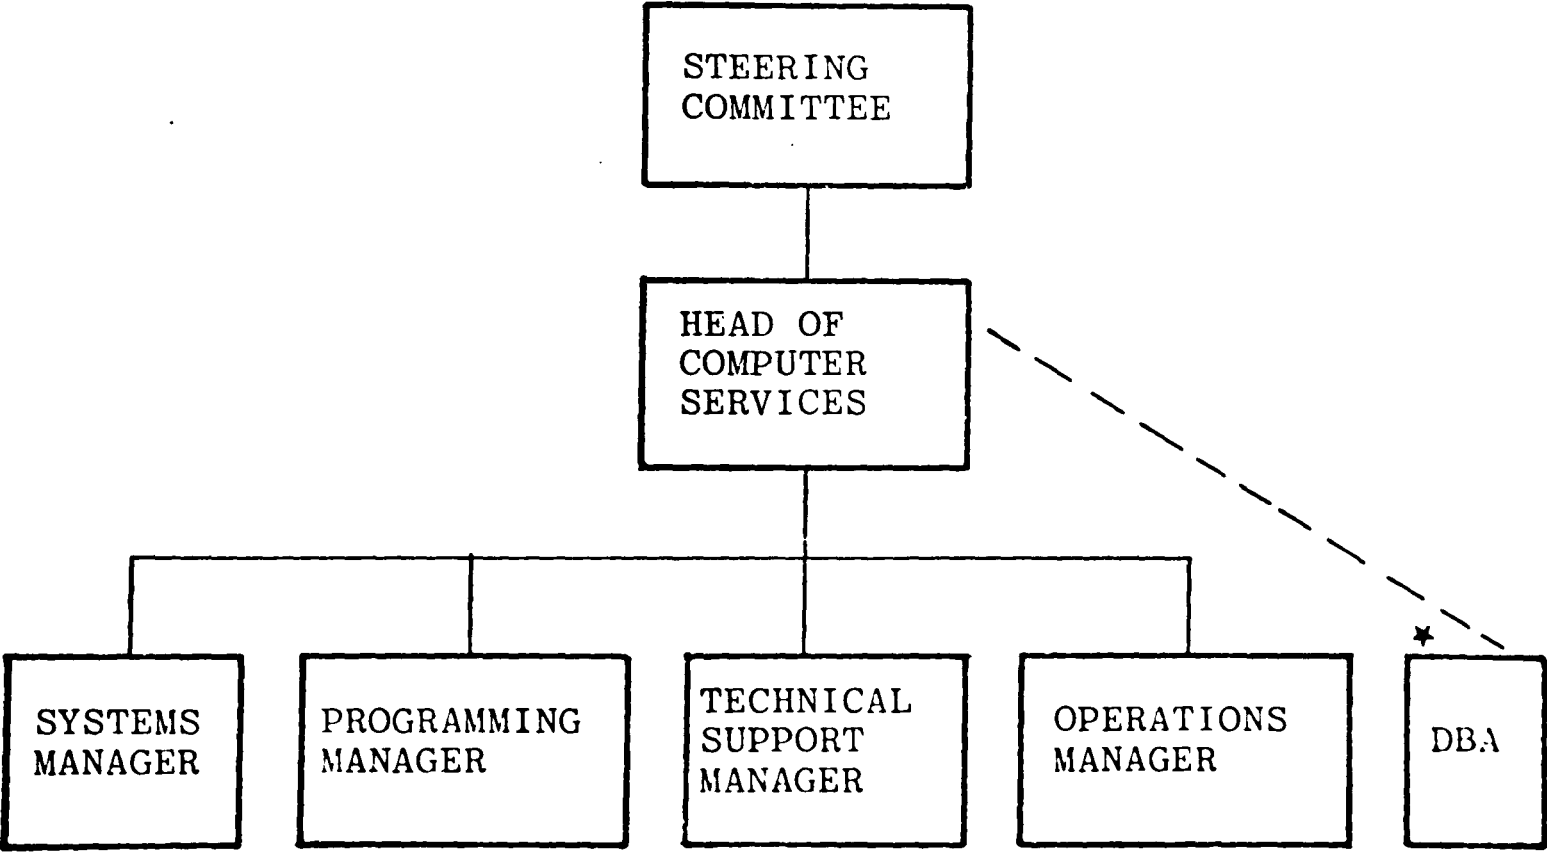 STEERING
COMMITTEE
HEAD OF
COMPUTER
SERVICES
SYSTEMS
MANAGER
PROGRAMMING
MANAGER
TECHNICAL
SUPPORT
MANAGER
OPERATIONS
MANAGER
★
DBA